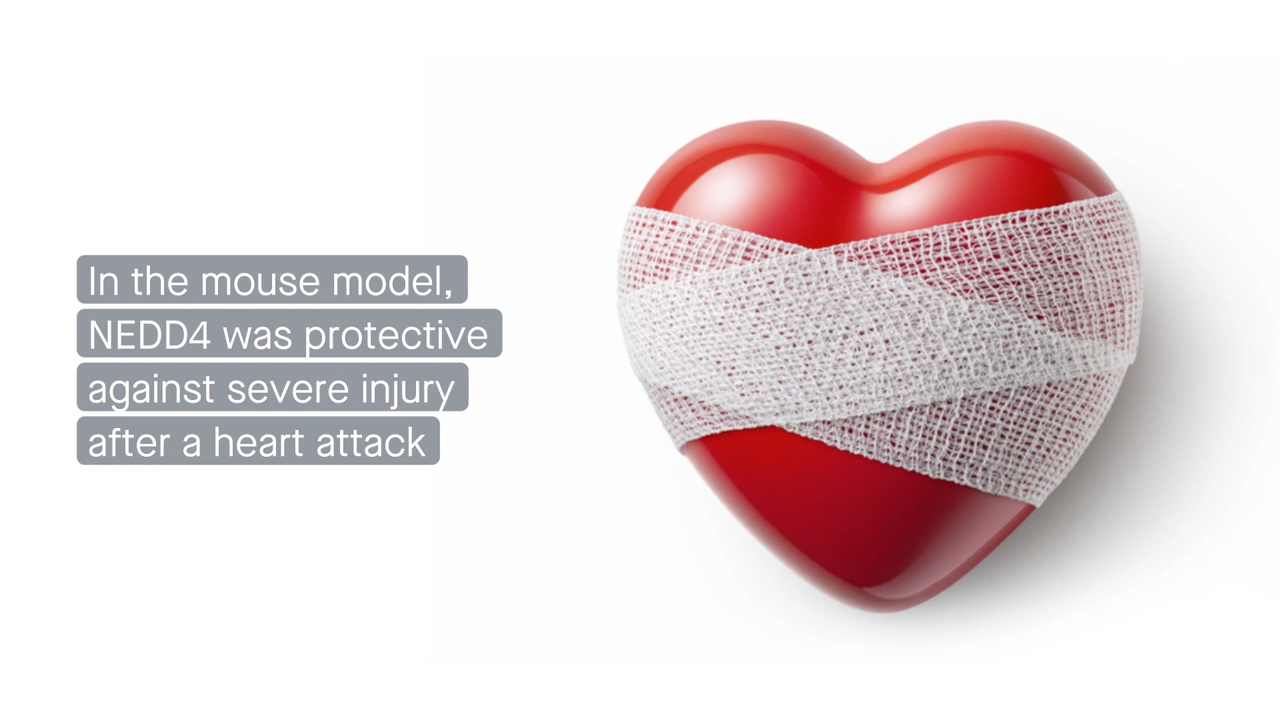 In the mouse model,
NEDD4 was protective
against severe injury
after a heart attack